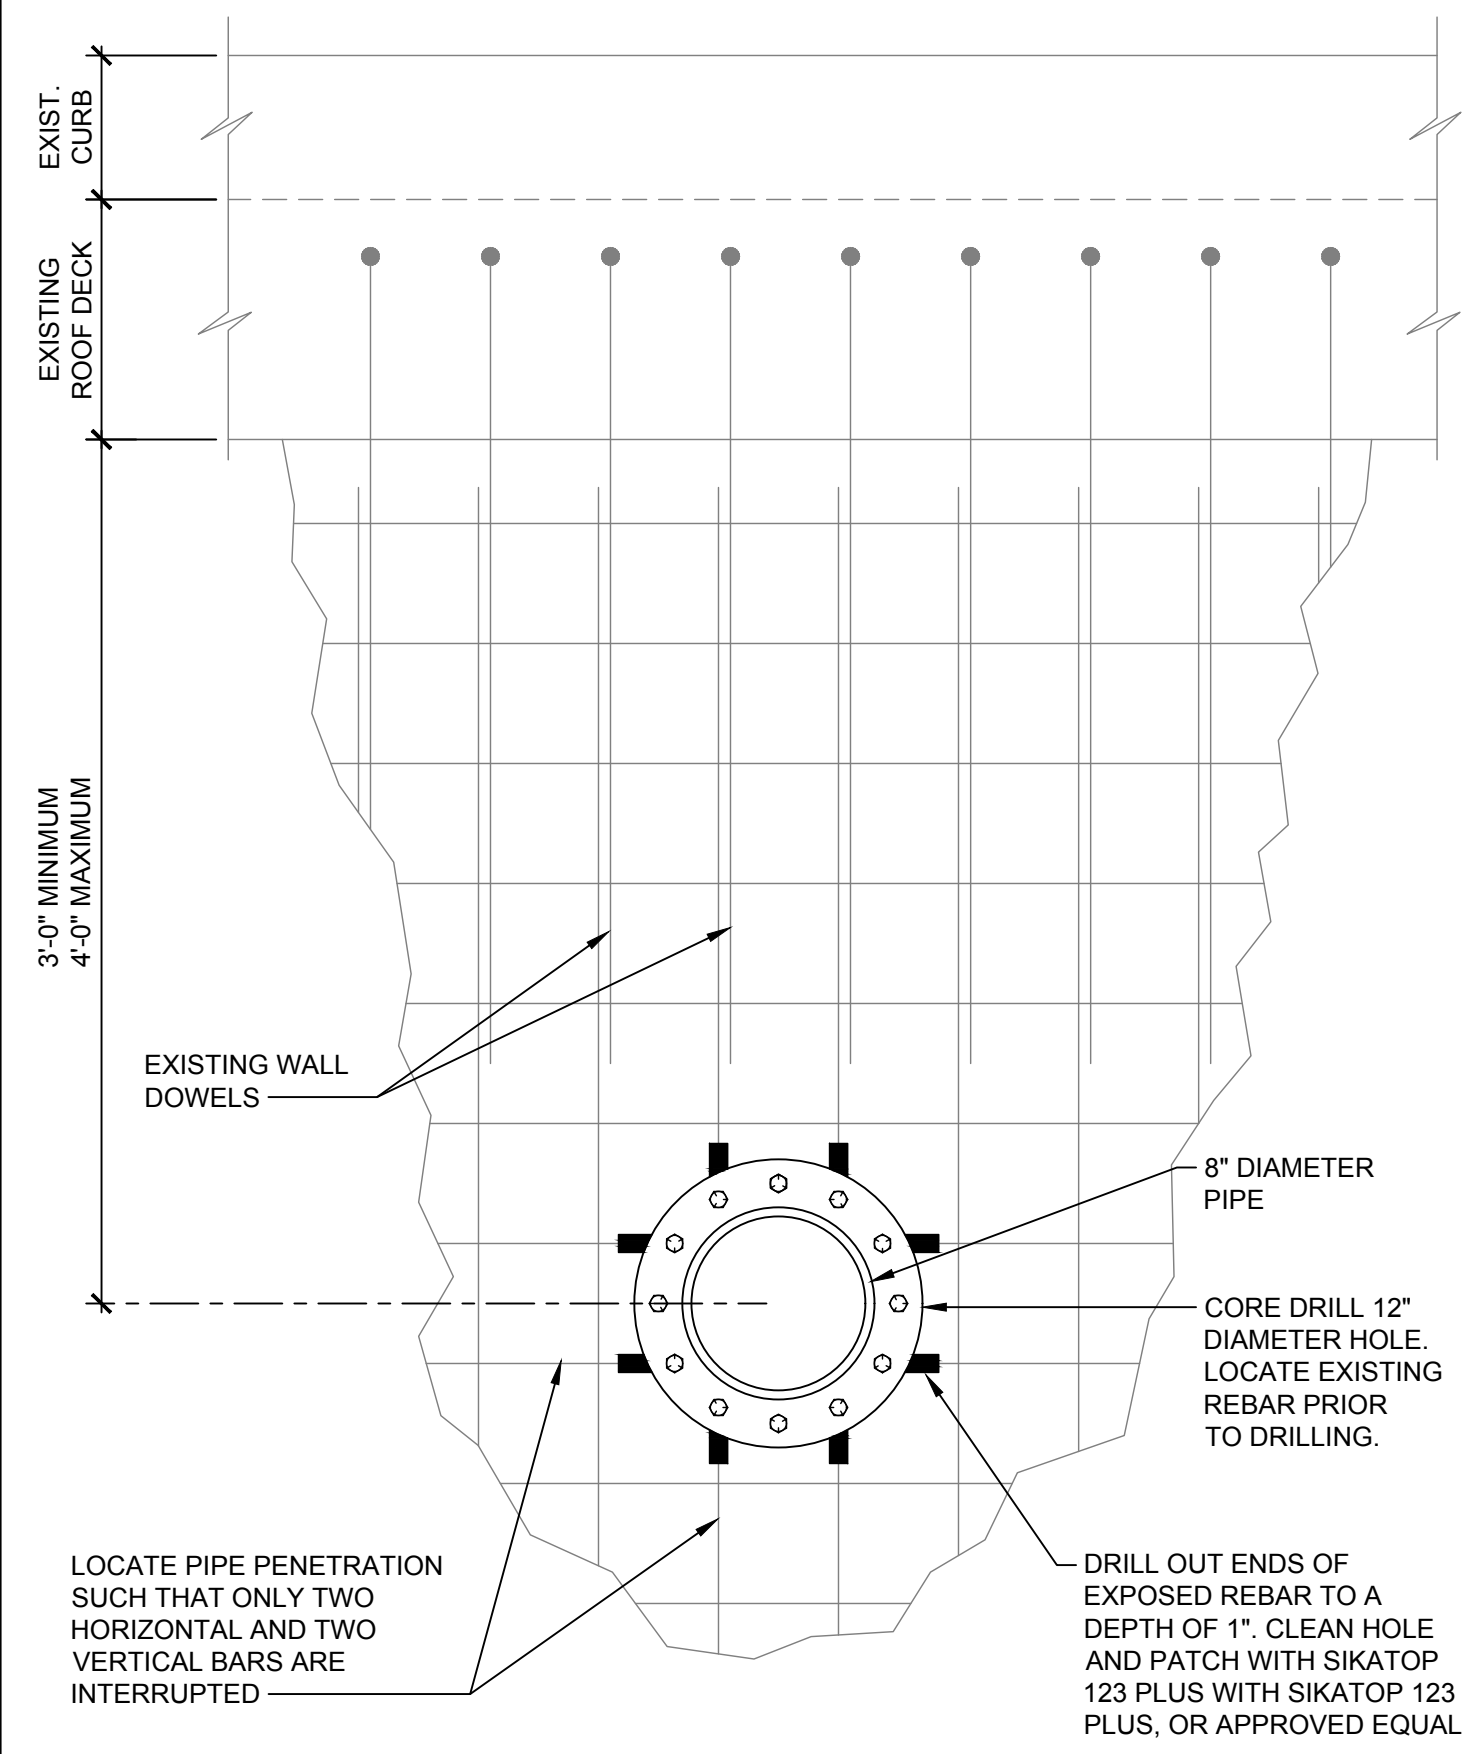 EXIST.
CURB
EXISTING
ROOF DECK
3'-0" MINIMUM
4'-0" MAXIMUM
EXISTING WALL
DOWELS
8" DIAMETER
PIPE
CORE DRILL 12"
DIAMETER HOLE.
LOCATE EXISTING
REBAR PRIOR
TO DRILLING.
LOCATE PIPE PENETRATION
SUCH THAT ONLY TWO
HORIZONTAL AND TWO
VERTICAL BARS ARE
INTERRUPTED
DRILL OUT ENDS OF
EXPOSED REBAR TO A
DEPTH OF 1". CLEAN HOLE
AND PATCH WITH SIKATOP
123 PLUS WITH SIKATOP 123
PLUS, OR APPROVED EQUAL